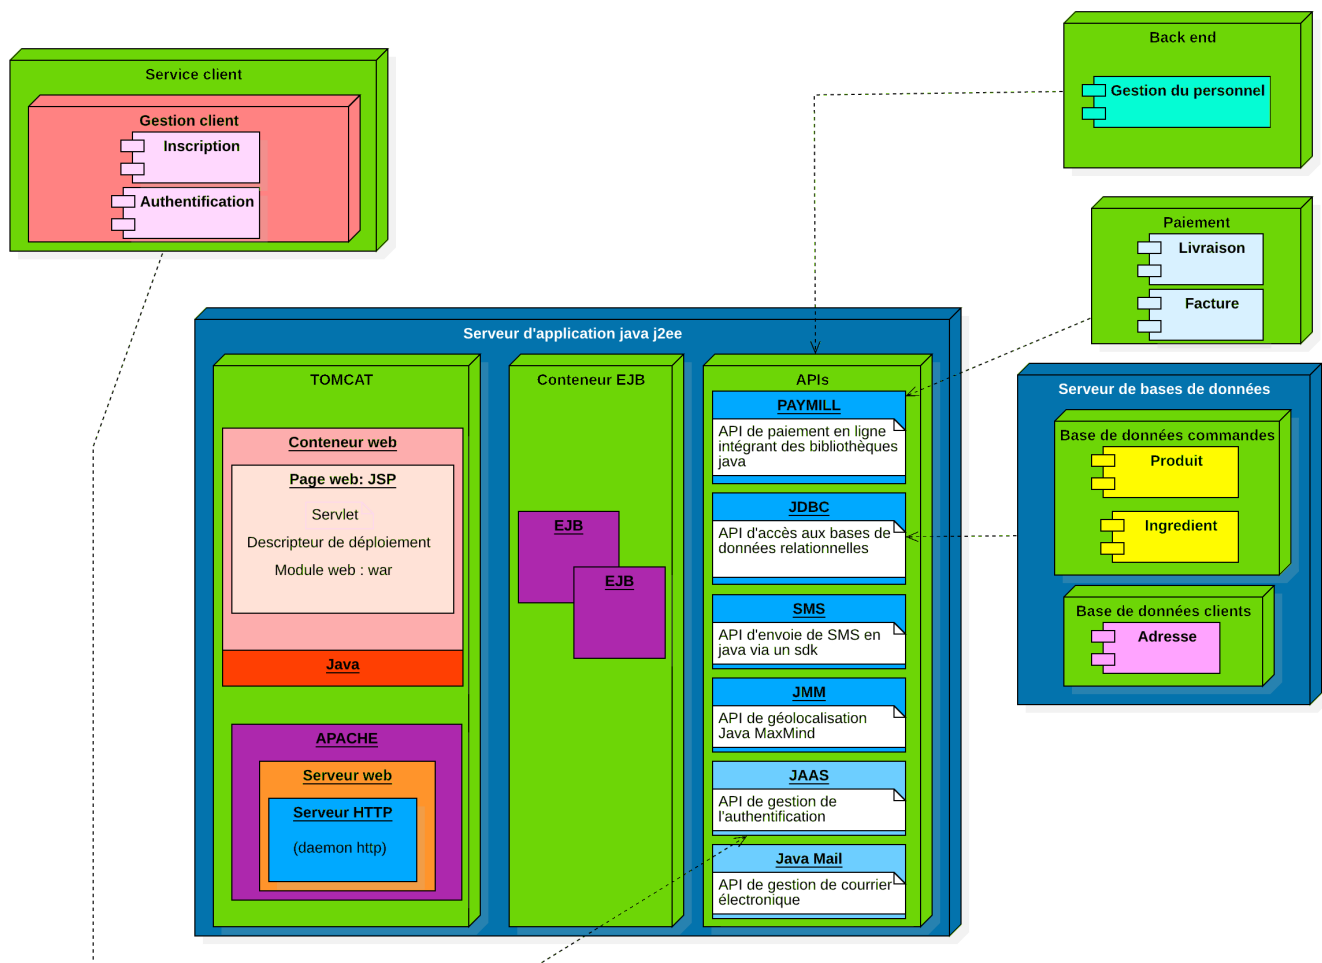 Service client
Gestion client
Inscription
Authentification
Back end
Gestion du personnel
Paiement
Livraison
Facture
Serveur d'application java j2ee
TOMCAT
Conteneur web
Page web: JSP
Servlet
Descripteur de déploiement
Module web : war
Java
APACHE
Serveur web
Serveur HTTP
(daemon http)
Conteneur EJB
EJB
EJB
APIs
PAYMILL
API de paiement en ligne
intégrant des bibliothèques
java
JDBC
API d'accès aux bases de
données relationnelles
SMS
API d'envoie de SMS en
java via un sdk
JMM
API de géolocalisation
Java MaxMind
JAAS
API de gestion de
l'authentification
Java Mail
API de gestion de courrier
électronique
Serveur de bases de données
Base de données commandes
Produit
Ingredient
Base de données clients
Adresse